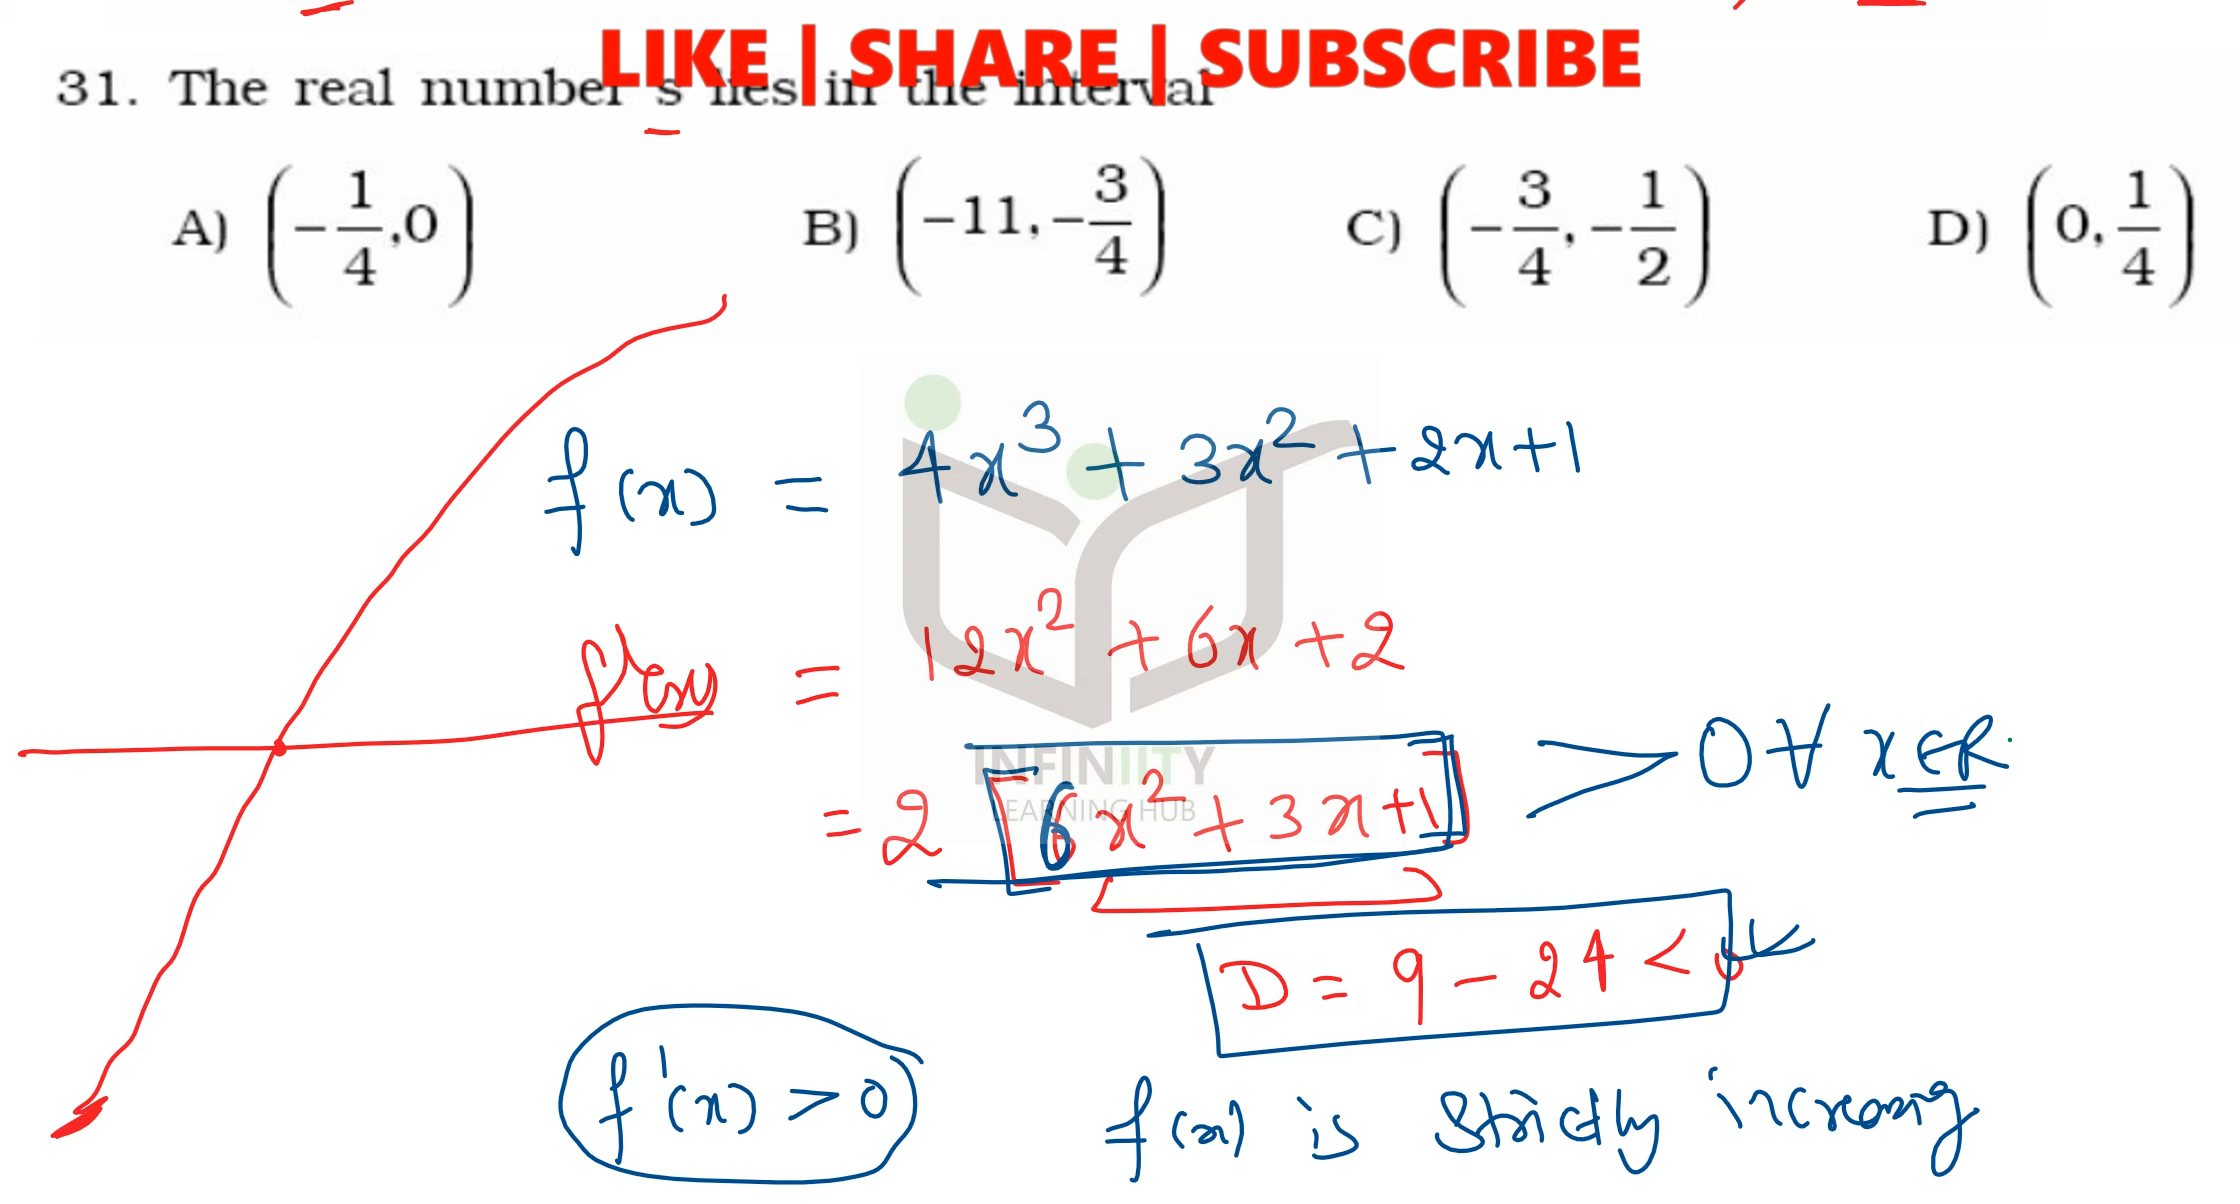 LIKE | SHARE | SUBSCRIBE
31. The real number s lies in the interval
A) (-1/4, 0) B) (-11, -3/4) C) (-3/4, -1/2) D) (0, 1/4)
f(x) = 4x³ + 3x² + 2x + 1
f'(x) = 12x² + 6x + 2
= 2 [6x² + 3x + 1] > 0 ∀ x ∈ R
INFINIITY
LEARNING HUB
D = 9 - 24 < 0
f'(x) > 0
f(x) is strictly increasing